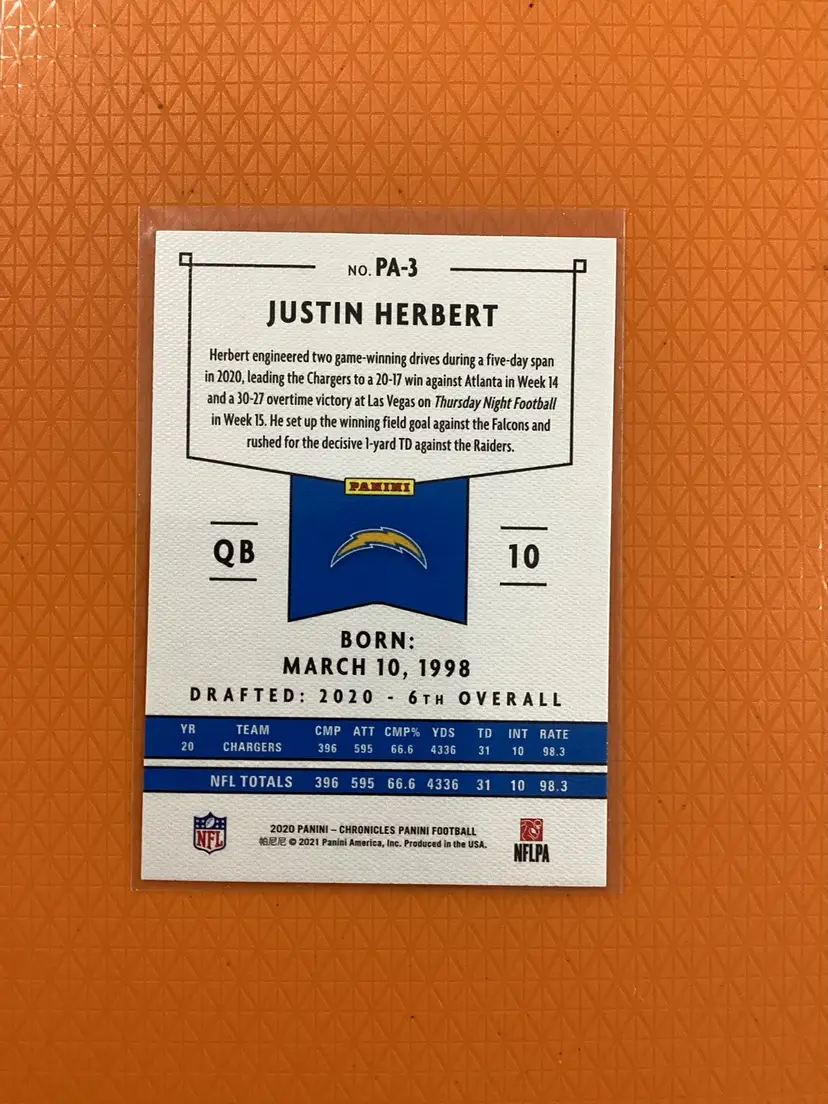 NO. PA-3
JUSTIN HERBERT
Herbert engineered two game-winning drives during a five-day span
in 2020, leading the Chargers to a 20-17 win against Atlanta in Week 14
and a 30-27 overtime victory at Las Vegas on Thursday Night Football
in Week 15. He set up the winning field goal against the Falcons and
rushed for the decisive 1-yard TD against the Raiders.
PANINI
QB
10
BORN:
MARCH 10, 1998
DRAFTED: 2020 - 6TH OVERALL
YR TEAM CMP ATT CMP% YDS TD INT RATE
20 CHARGERS 396 595 66.6 4336 31 10 98.3
NFL TOTALS 396 595 66.6 4336 31 10 98.3
NFL
2020 PANINI – CHRONICLES PANINI FOOTBALL
帕尼尼 © 2021 Panini America, Inc. Produced in the USA.
NFLPA